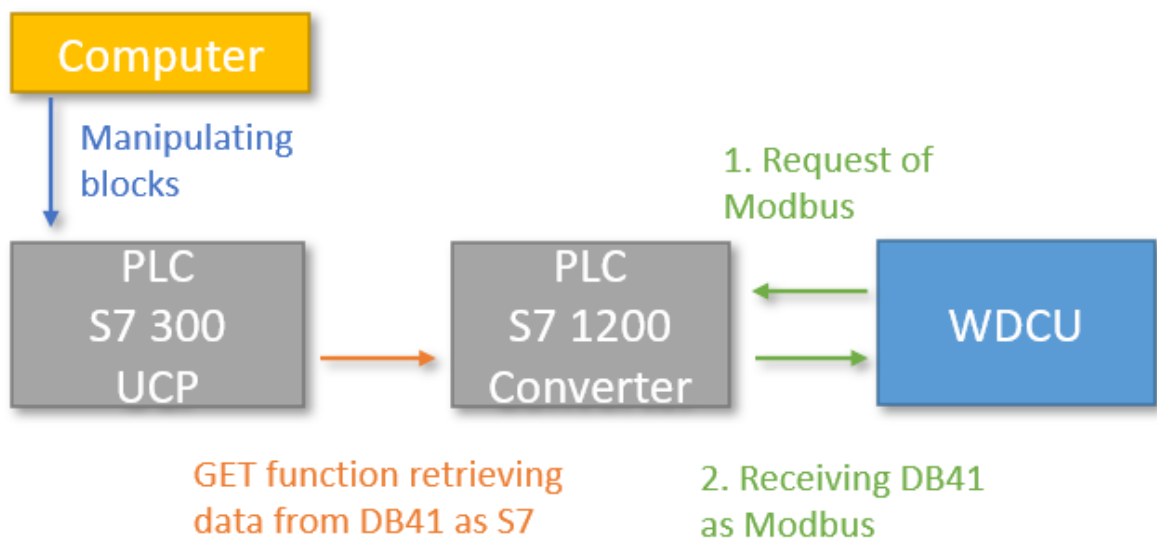 Computer
Manipulating
blocks
1. Request of
Modbus
PLC
S7 300
UCP
PLC
S7 1200
Converter
WDCU
GET function retrieving
data from DB41 as S7
2. Receiving DB41
as Modbus